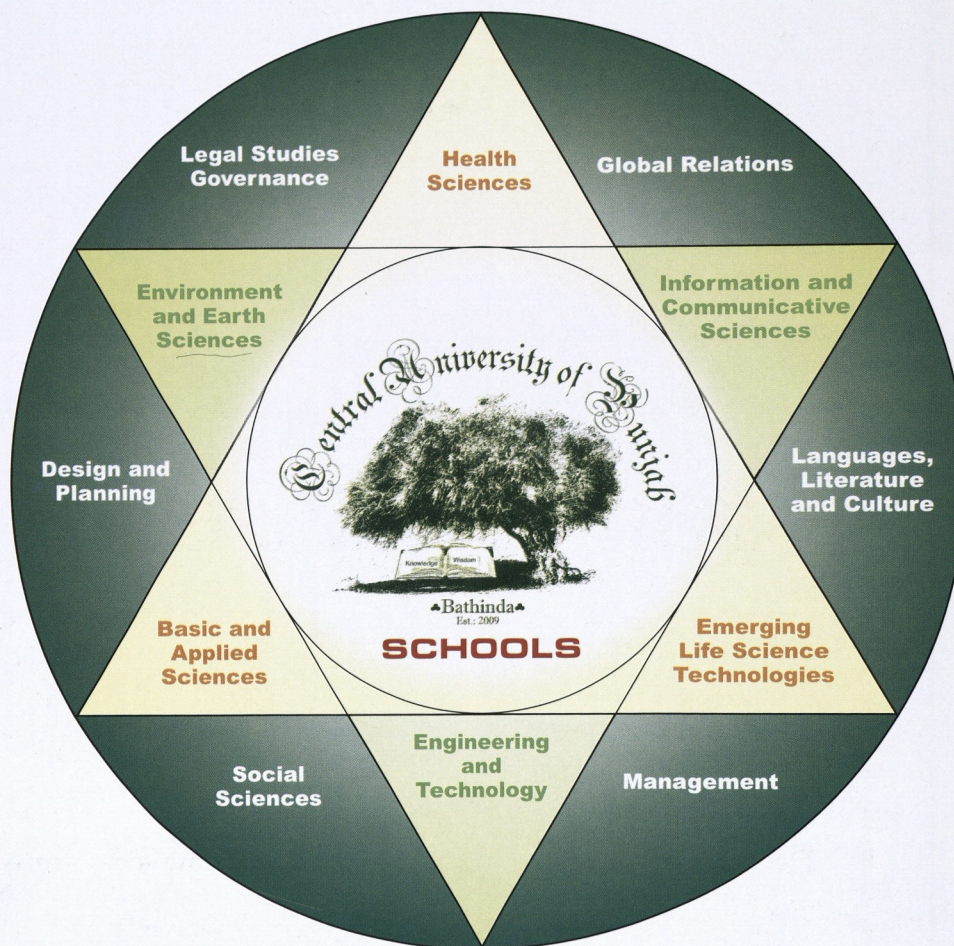 Legal Studies
Governance
Health
Sciences
Global Relations
Environment
and Earth
Sciences
Information and
Communicative
Sciences
Central University of Punjab
Design and
Planning
Languages,
Literature
and Culture
Knowledge
Wisdom
Bathinda
Est.: 2009
SCHOOLS
Basic and
Applied
Sciences
Emerging
Life Science
Technologies
Social
Sciences
Engineering
and
Technology
Management